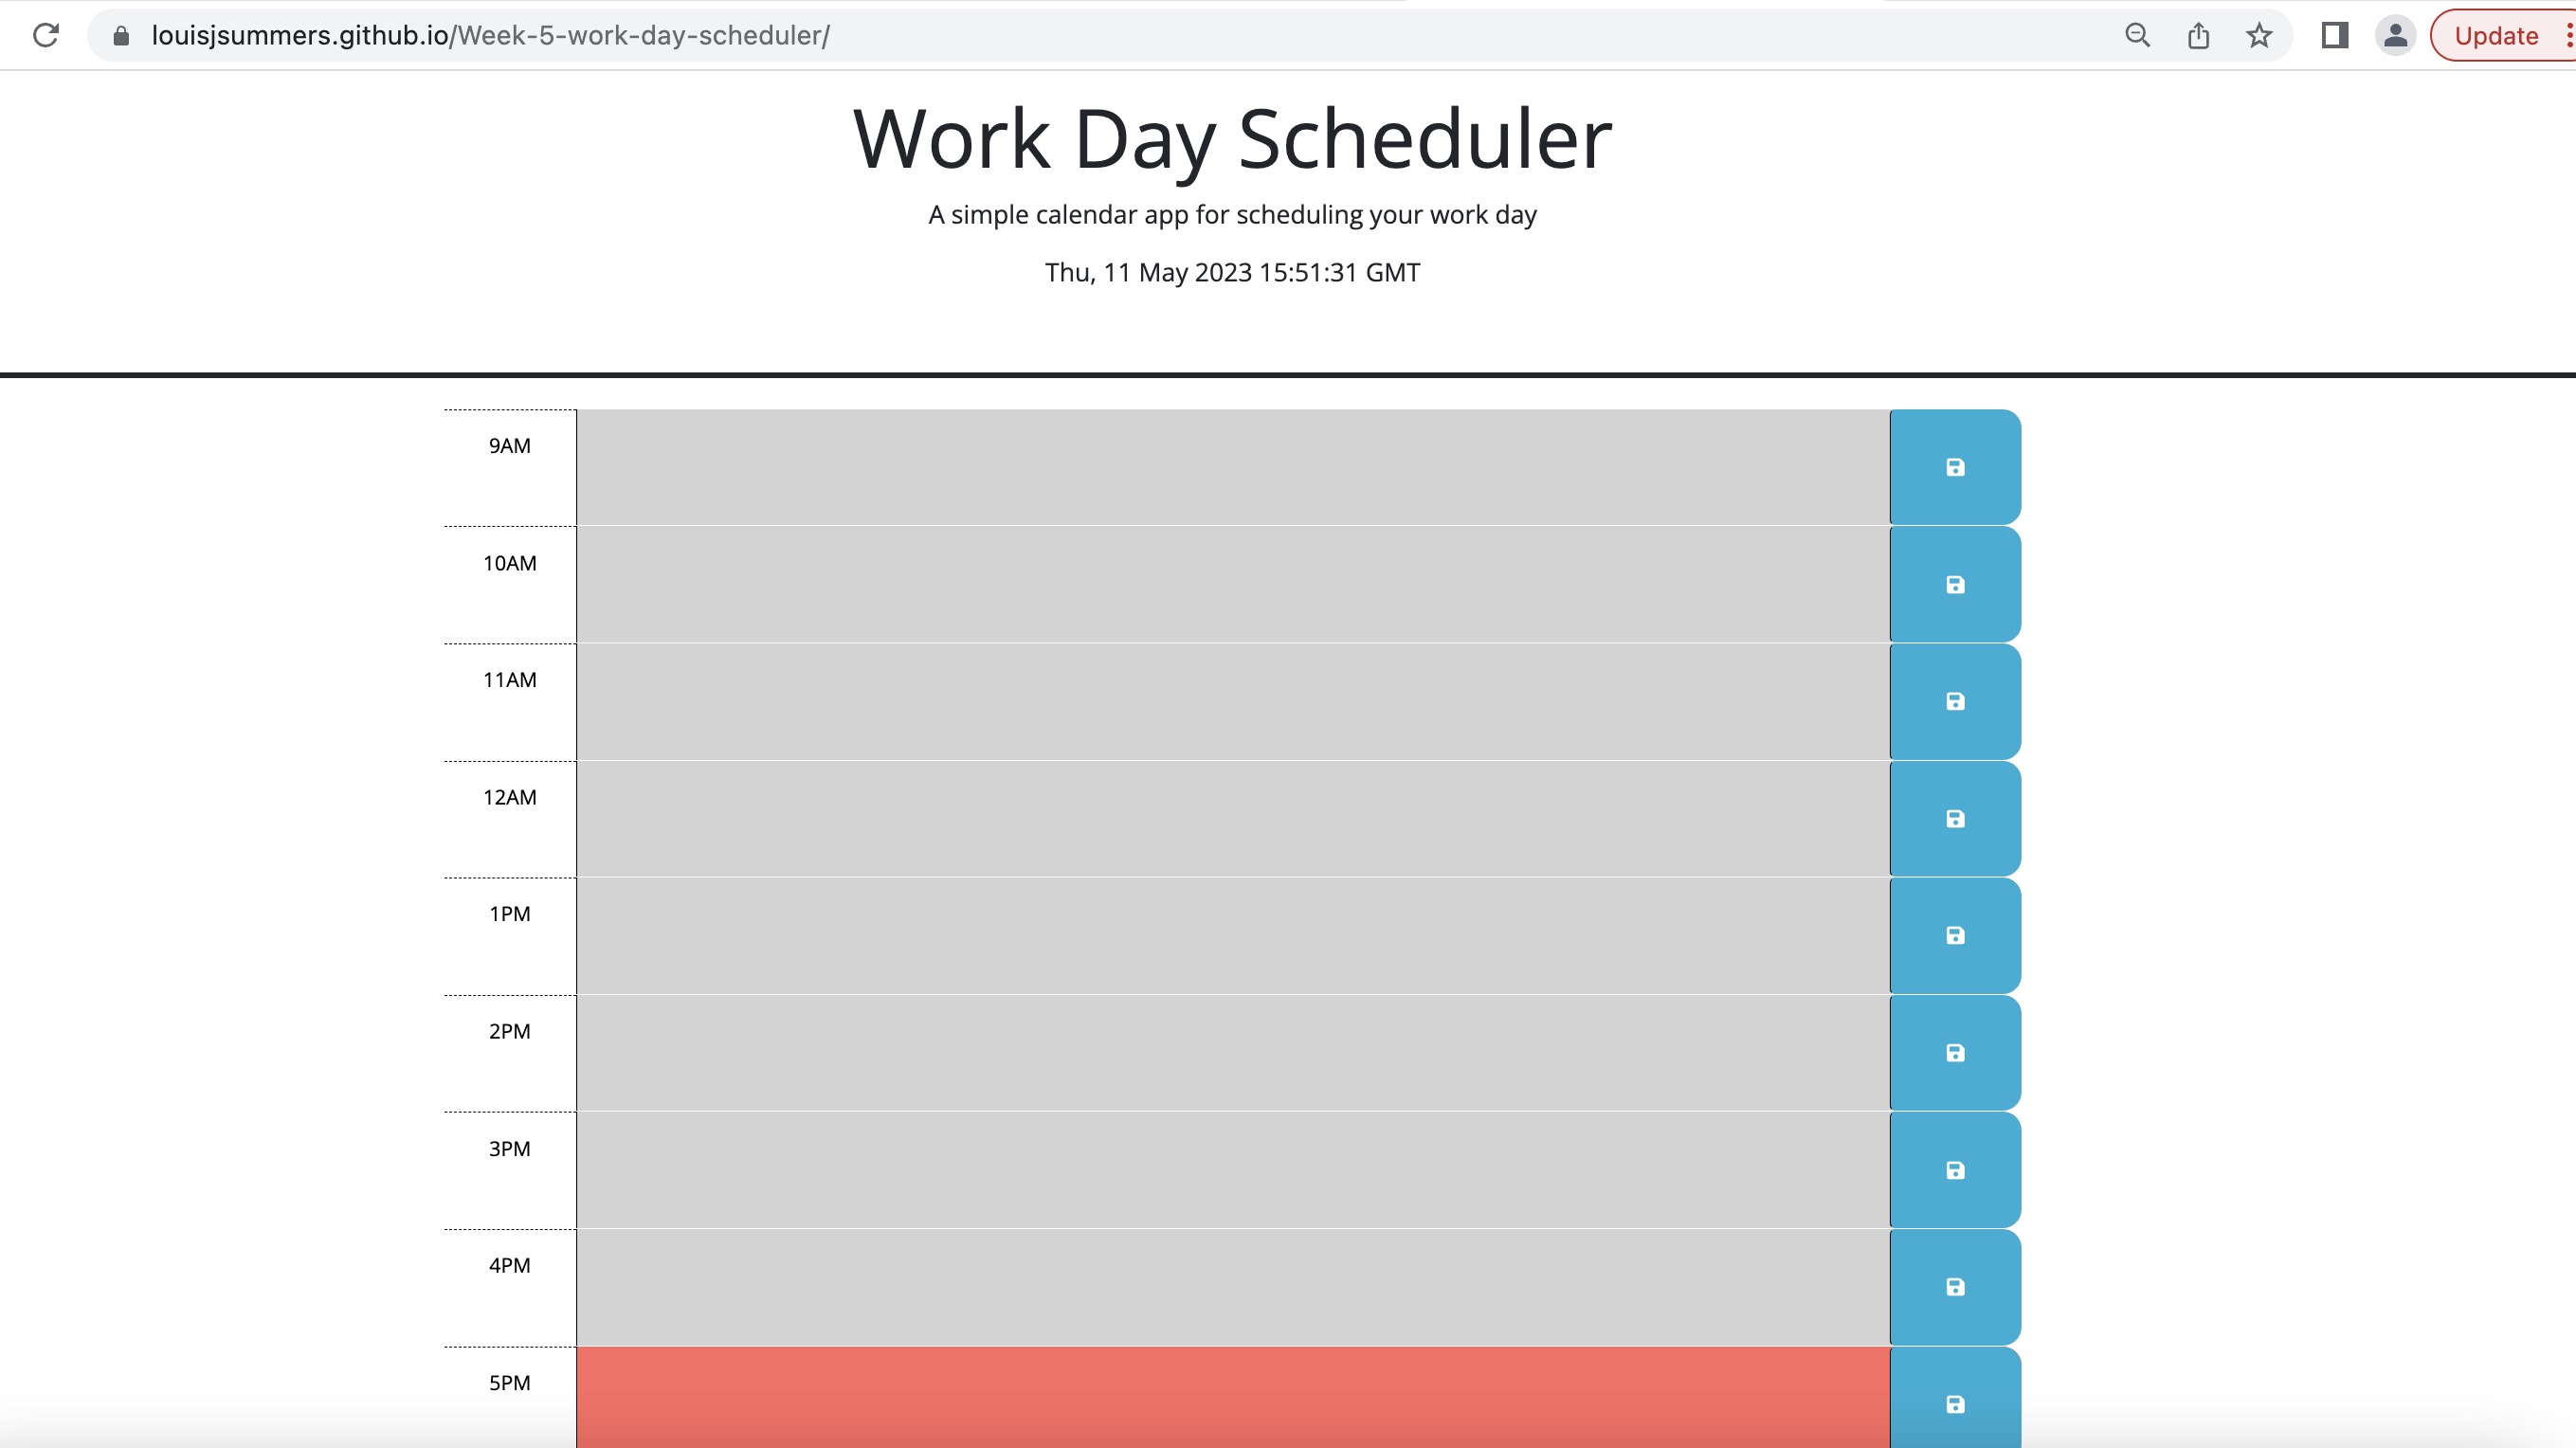 louisjsummers.github.io/Week-5-work-day-scheduler/
Update
Work Day Scheduler
A simple calendar app for scheduling your work day
Thu, 11 May 2023 15:51:31 GMT
9AM
10AM
11AM
12AM
1PM
2PM
3PM
4PM
5PM